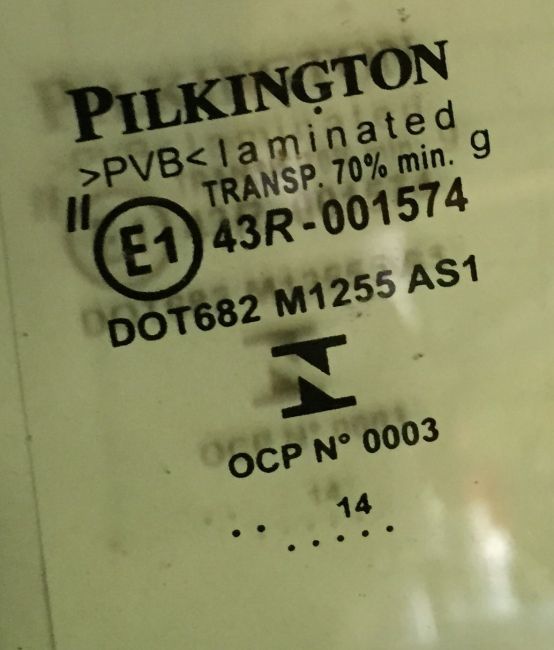 PILKINGTON
>PVB< laminated
TRANSP. 70% min. g
II E1 43R-001574
DOT682 M1255 AS1
OCP N° 0003
14
.. .....